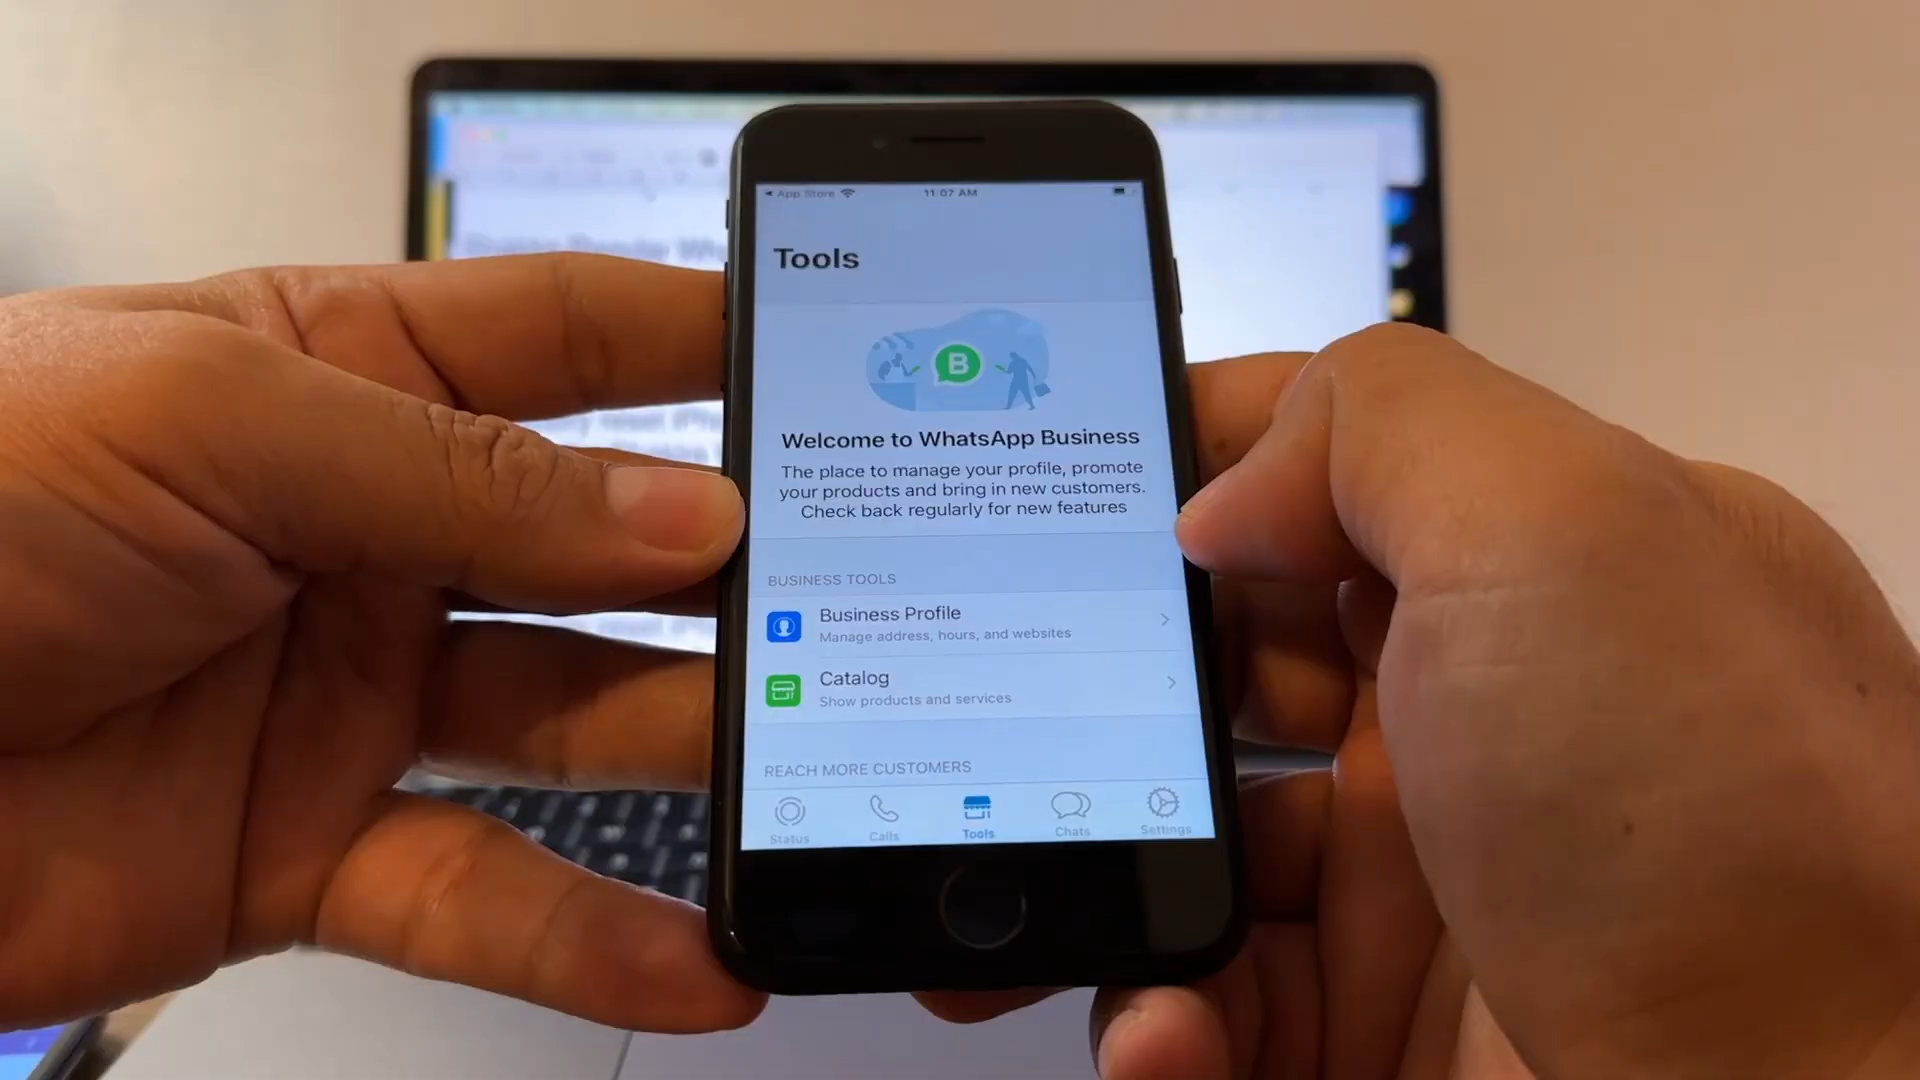 ◄ App Store
11:07 AM
Tools
B
Welcome to WhatsApp Business
The place to manage your profile, promote
your products and bring in new customers.
Check back regularly for new features
BUSINESS TOOLS
Business Profile
Manage address, hours, and websites
Catalog
Show products and services
REACH MORE CUSTOMERS
Status
Calls
Tools
Chats
Settings